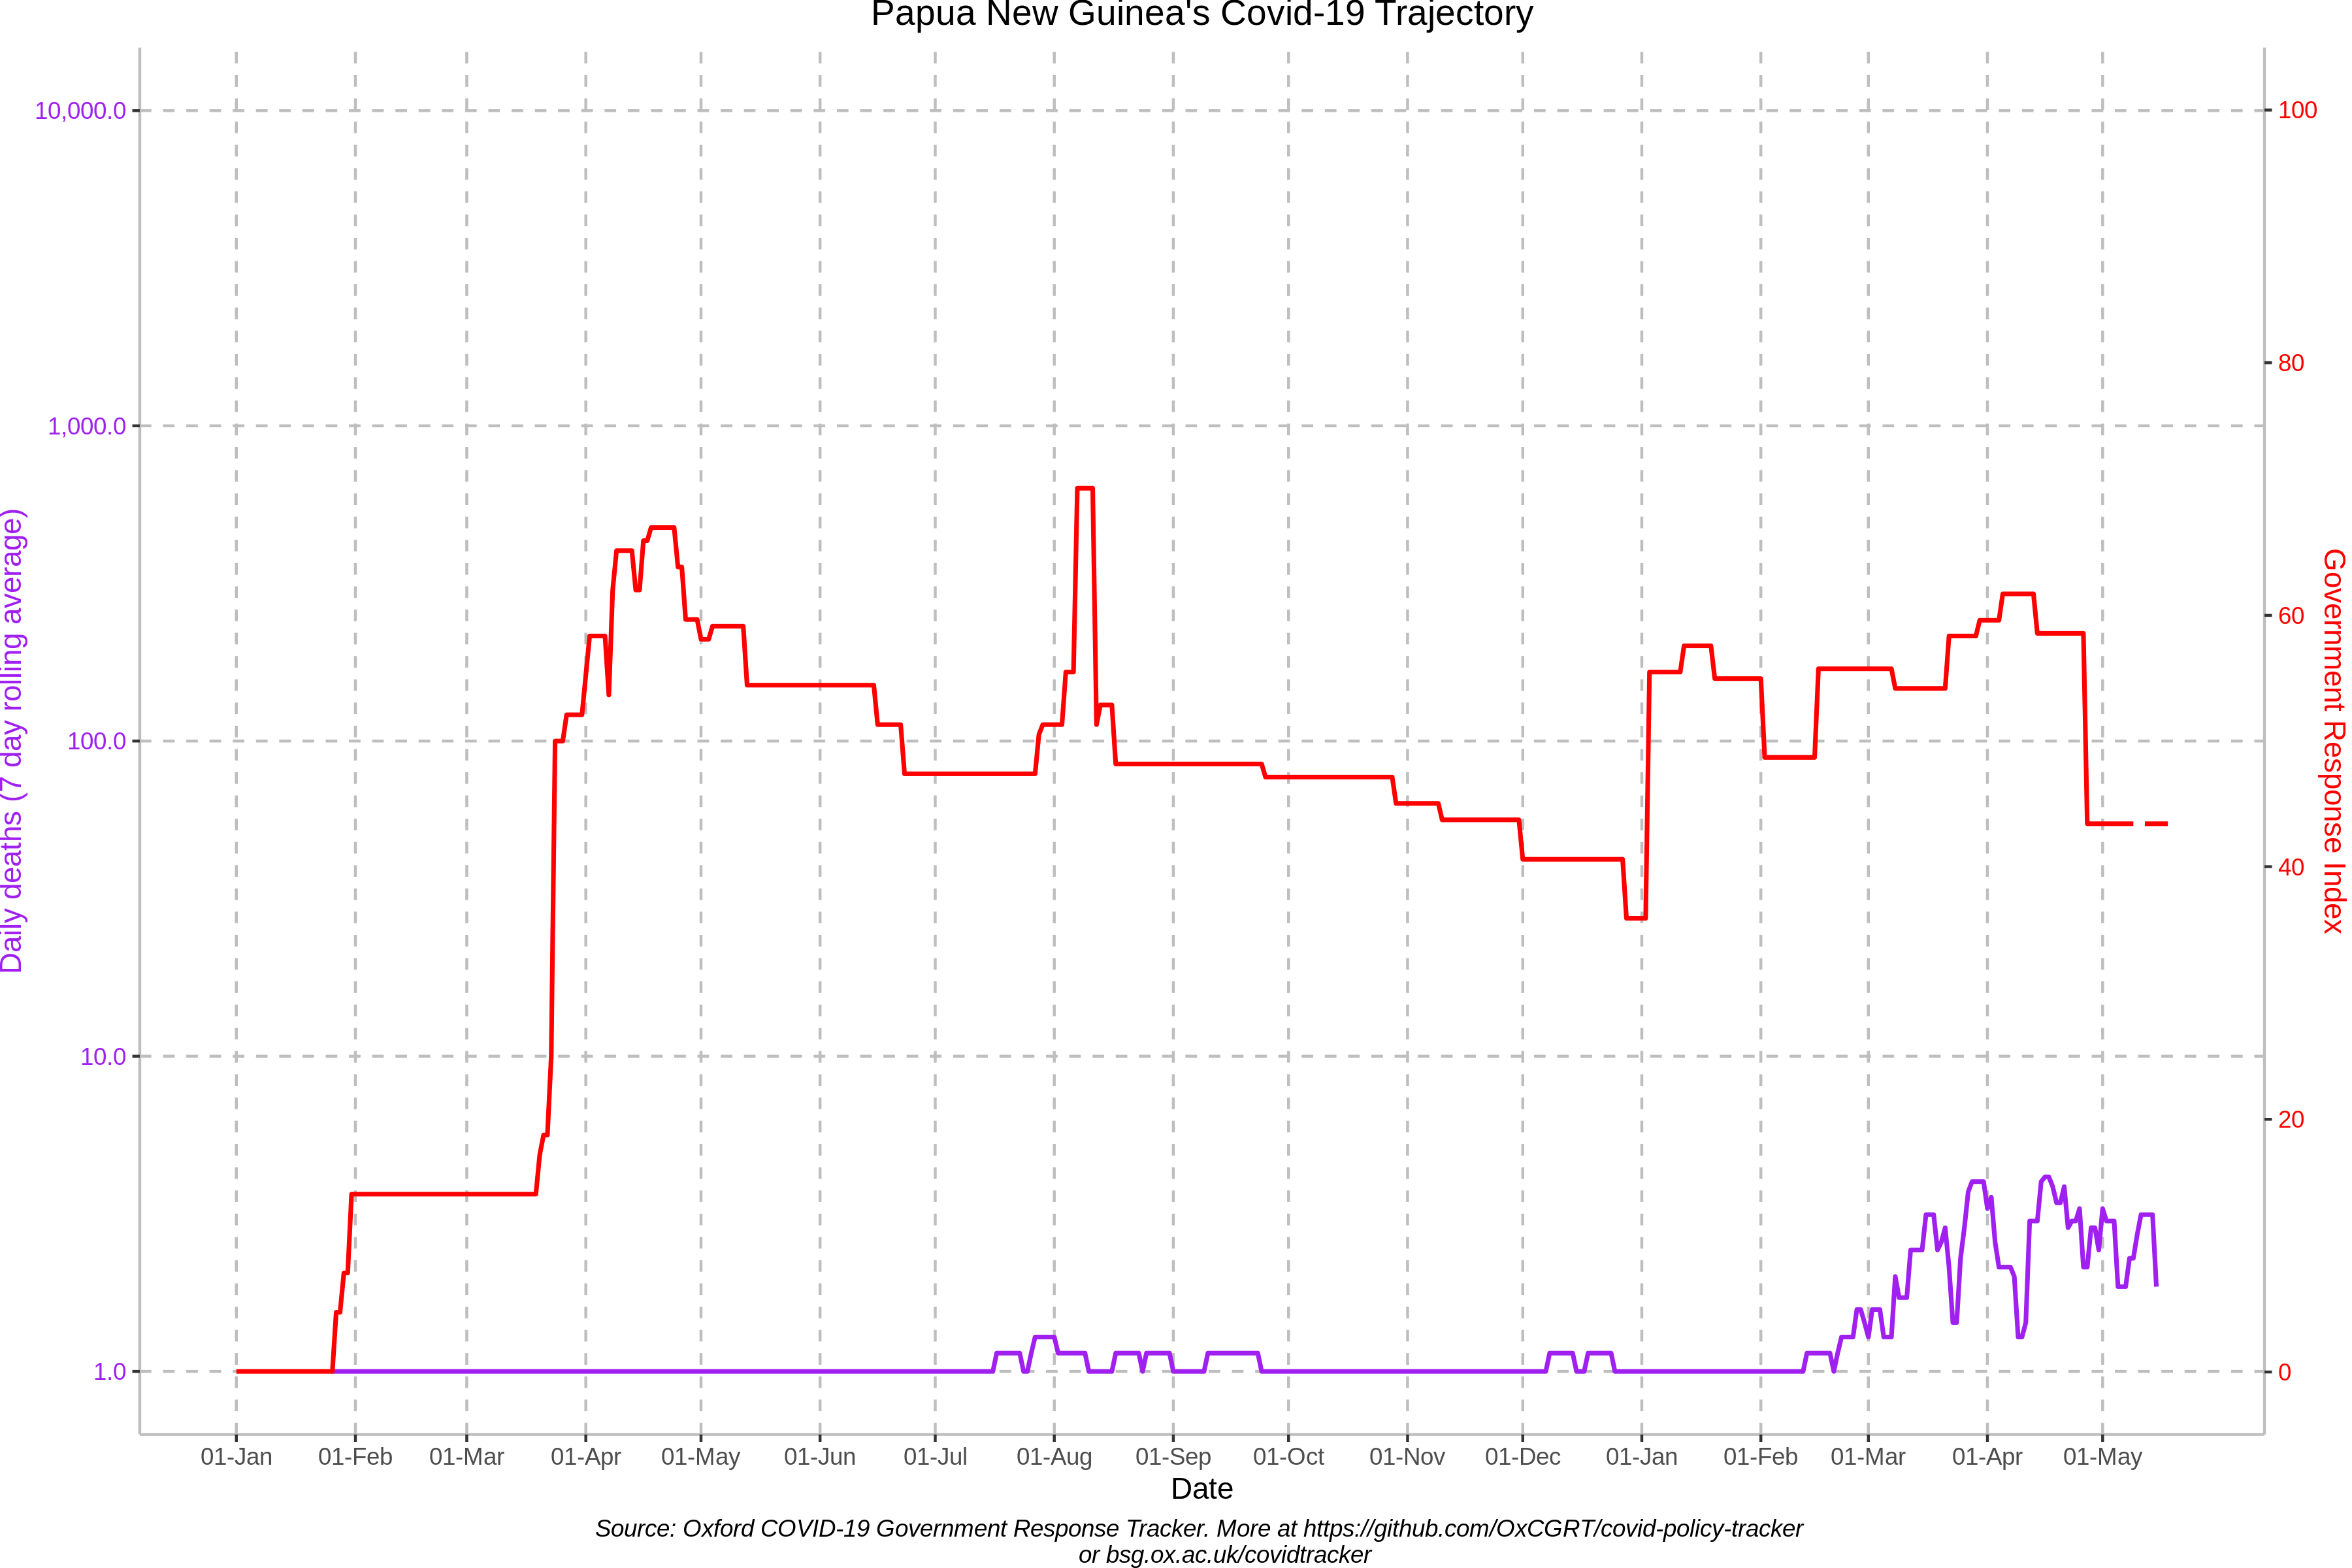 Papua New Guinea's Covid-19 Trajectory
10,000.0
1,000.0
100.0
10.0
1.0
Daily deaths (7 day rolling average)
100
80
60
40
20
0
Government Response Index
01-Jan 01-Feb 01-Mar 01-Apr 01-May 01-Jun 01-Jul 01-Aug 01-Sep 01-Oct 01-Nov 01-Dec 01-Jan 01-Feb 01-Mar 01-Apr 01-May
Date
Source: Oxford COVID-19 Government Response Tracker. More at https://github.com/OxCGRT/covid-policy-tracker
or bsg.ox.ac.uk/covidtracker